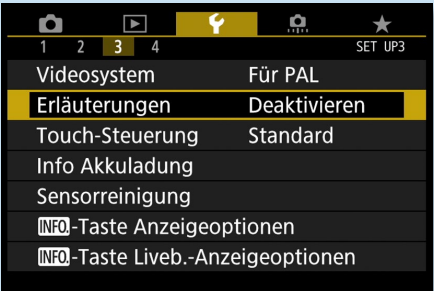 1 2 3 4 SET UP3
Videosystem Für PAL
Erläuterungen Deaktivieren
Touch-Steuerung Standard
Info Akkuladung
Sensorreinigung
INFO.-Taste Anzeigeoptionen
INFO.-Taste Liveb.-Anzeigeoptionen